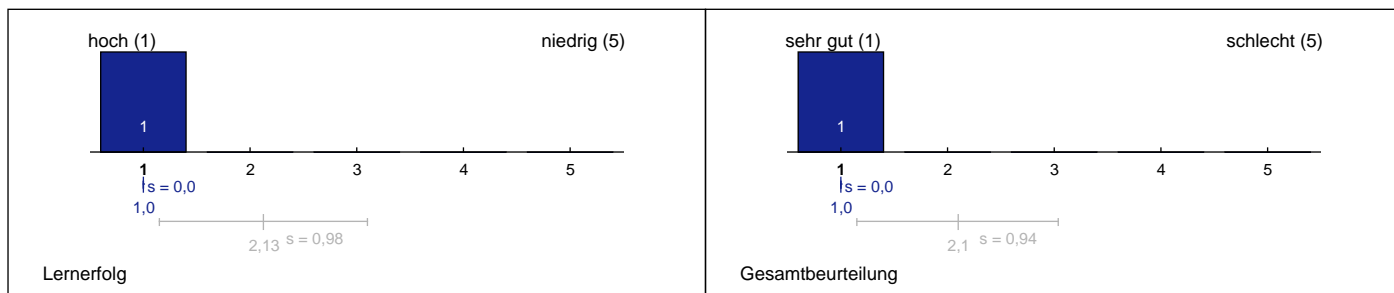 hoch (1) niedrig (5)
1
1 2 3 4 5
s = 0,0
1,0
2,13 s = 0,98
Lernerfolg
sehr gut (1) schlecht (5)
1
1 2 3 4 5
s = 0,0
1,0
2,1 s = 0,94
Gesamtbeurteilung